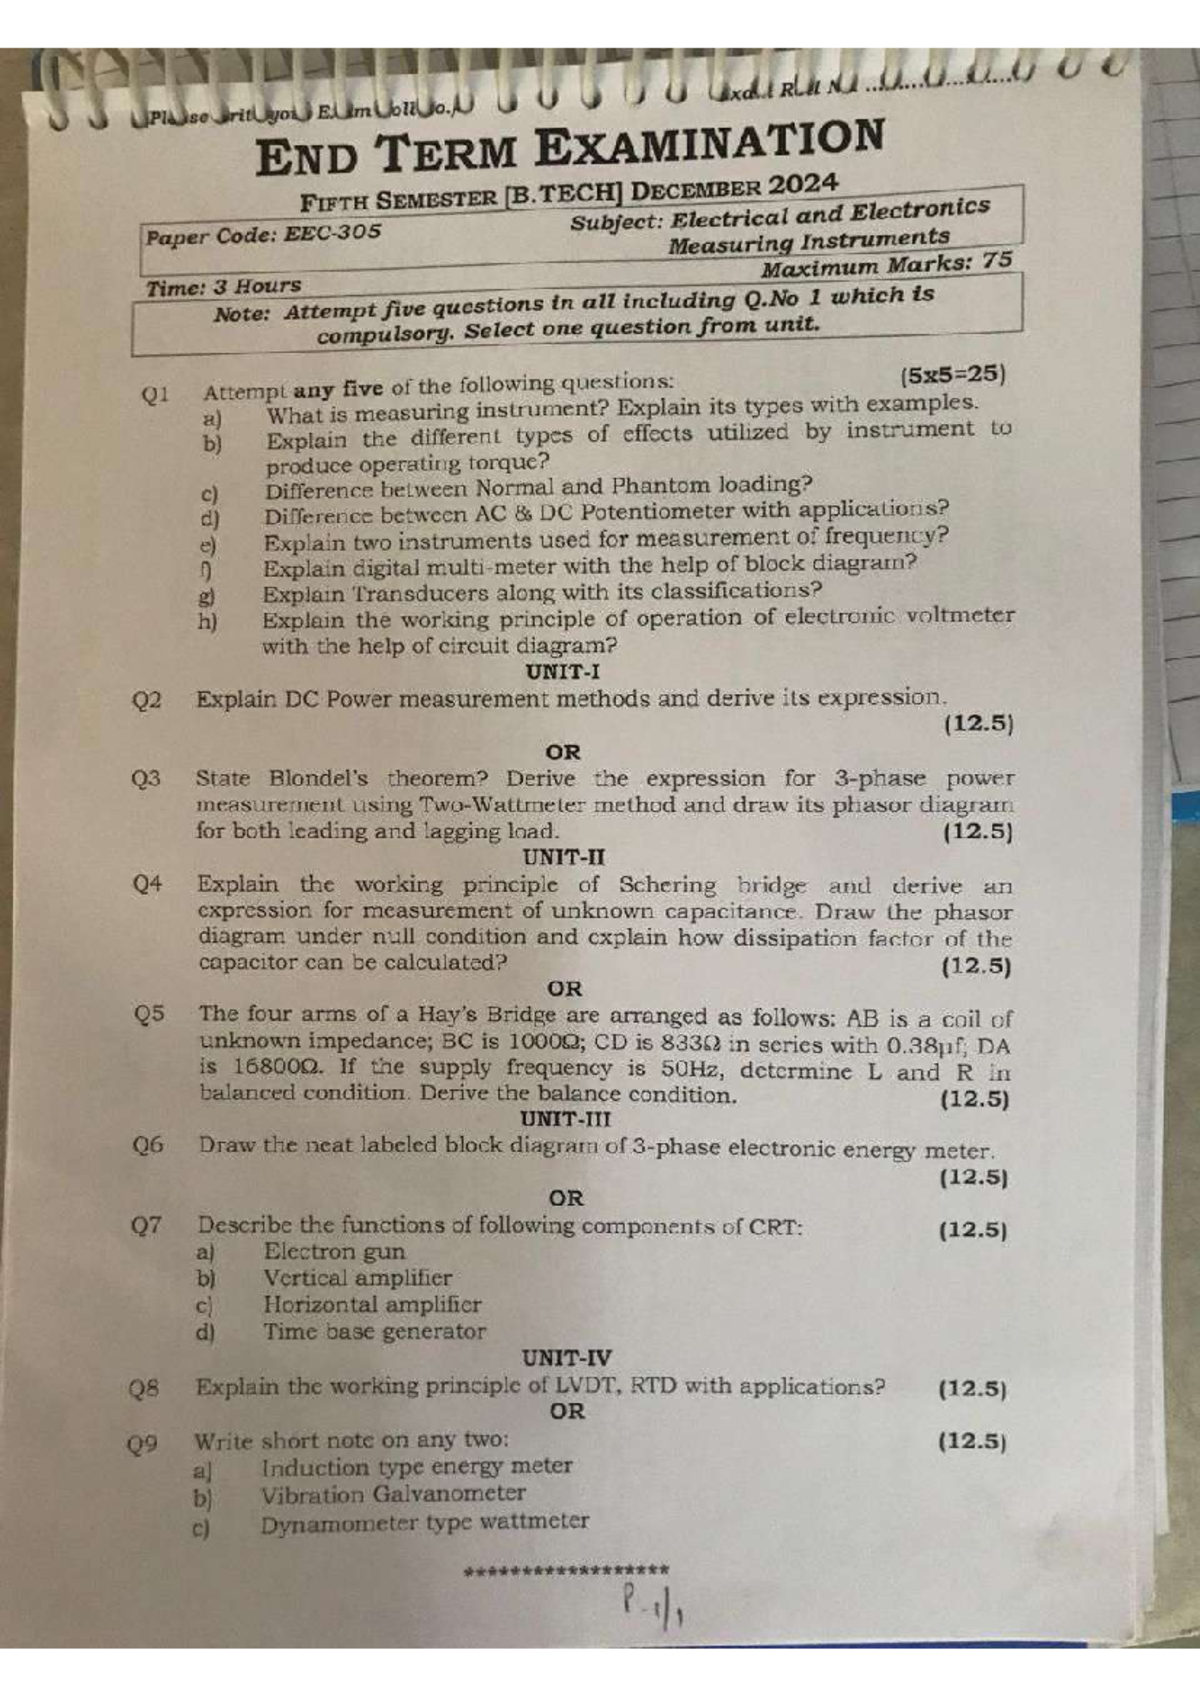 END TERM EXAMINATION
FIFTH SEMESTER [B.TECH] DECEMBER 2024
Paper Code: EEC-305 Subject: Electrical and Electronics
Measuring Instruments
Time: 3 Hours Maximum Marks: 75
Note: Attempt five questions in all including Q.No 1 which is
compulsory. Select one question from unit.
Q1 Attempt any five of the following questions: (5x5=25)
a) What is measuring instrument? Explain its types with examples.
b) Explain the different types of effects utilized by instrument to
produce operating torque?
c) Difference between Normal and Phantom loading?
d) Difference between AC & DC Potentiometer with applications?
e) Explain two instruments used for measurement of frequency?
f) Explain digital multi-meter with the help of block diagram?
g) Explain Transducers along with its classifications?
h) Explain the working principle of operation of electronic voltmeter
with the help of circuit diagram?
UNIT-I
Q2 Explain DC Power measurement methods and derive its expression.
(12.5)
OR
Q3 State Blondel's theorem? Derive the expression for 3-phase power
measurement using Two-Wattmeter method and draw its phasor diagram
for both leading and lagging load. (12.5)
UNIT-II
Q4 Explain the working principle of Schering bridge and derive an
expression for measurement of unknown capacitance. Draw the phasor
diagram under null condition and explain how dissipation factor of the
capacitor can be calculated? (12.5)
OR
Q5 The four arms of a Hay's Bridge are arranged as follows: AB is a coil of
unknown impedance; BC is 1000Ω; CD is 833Ω in series with 0.38μf; DA
is 16800Ω. If the supply frequency is 50Hz, determine L and R in
balanced condition. Derive the balance condition. (12.5)
UNIT-III
Q6 Draw the neat labeled block diagram of 3-phase electronic energy meter.
(12.5)
OR
Q7 Describe the functions of following components of CRT: (12.5)
a) Electron gun
b) Vertical amplifier
c) Horizontal amplifier
d) Time base generator
UNIT-IV
Q8 Explain the working principle of LVDT, RTD with applications? (12.5)
OR
Q9 Write short note on any two: (12.5)
a) Induction type energy meter
b) Vibration Galvanometer
c) Dynamometer type wattmeter
******************
P-1/1